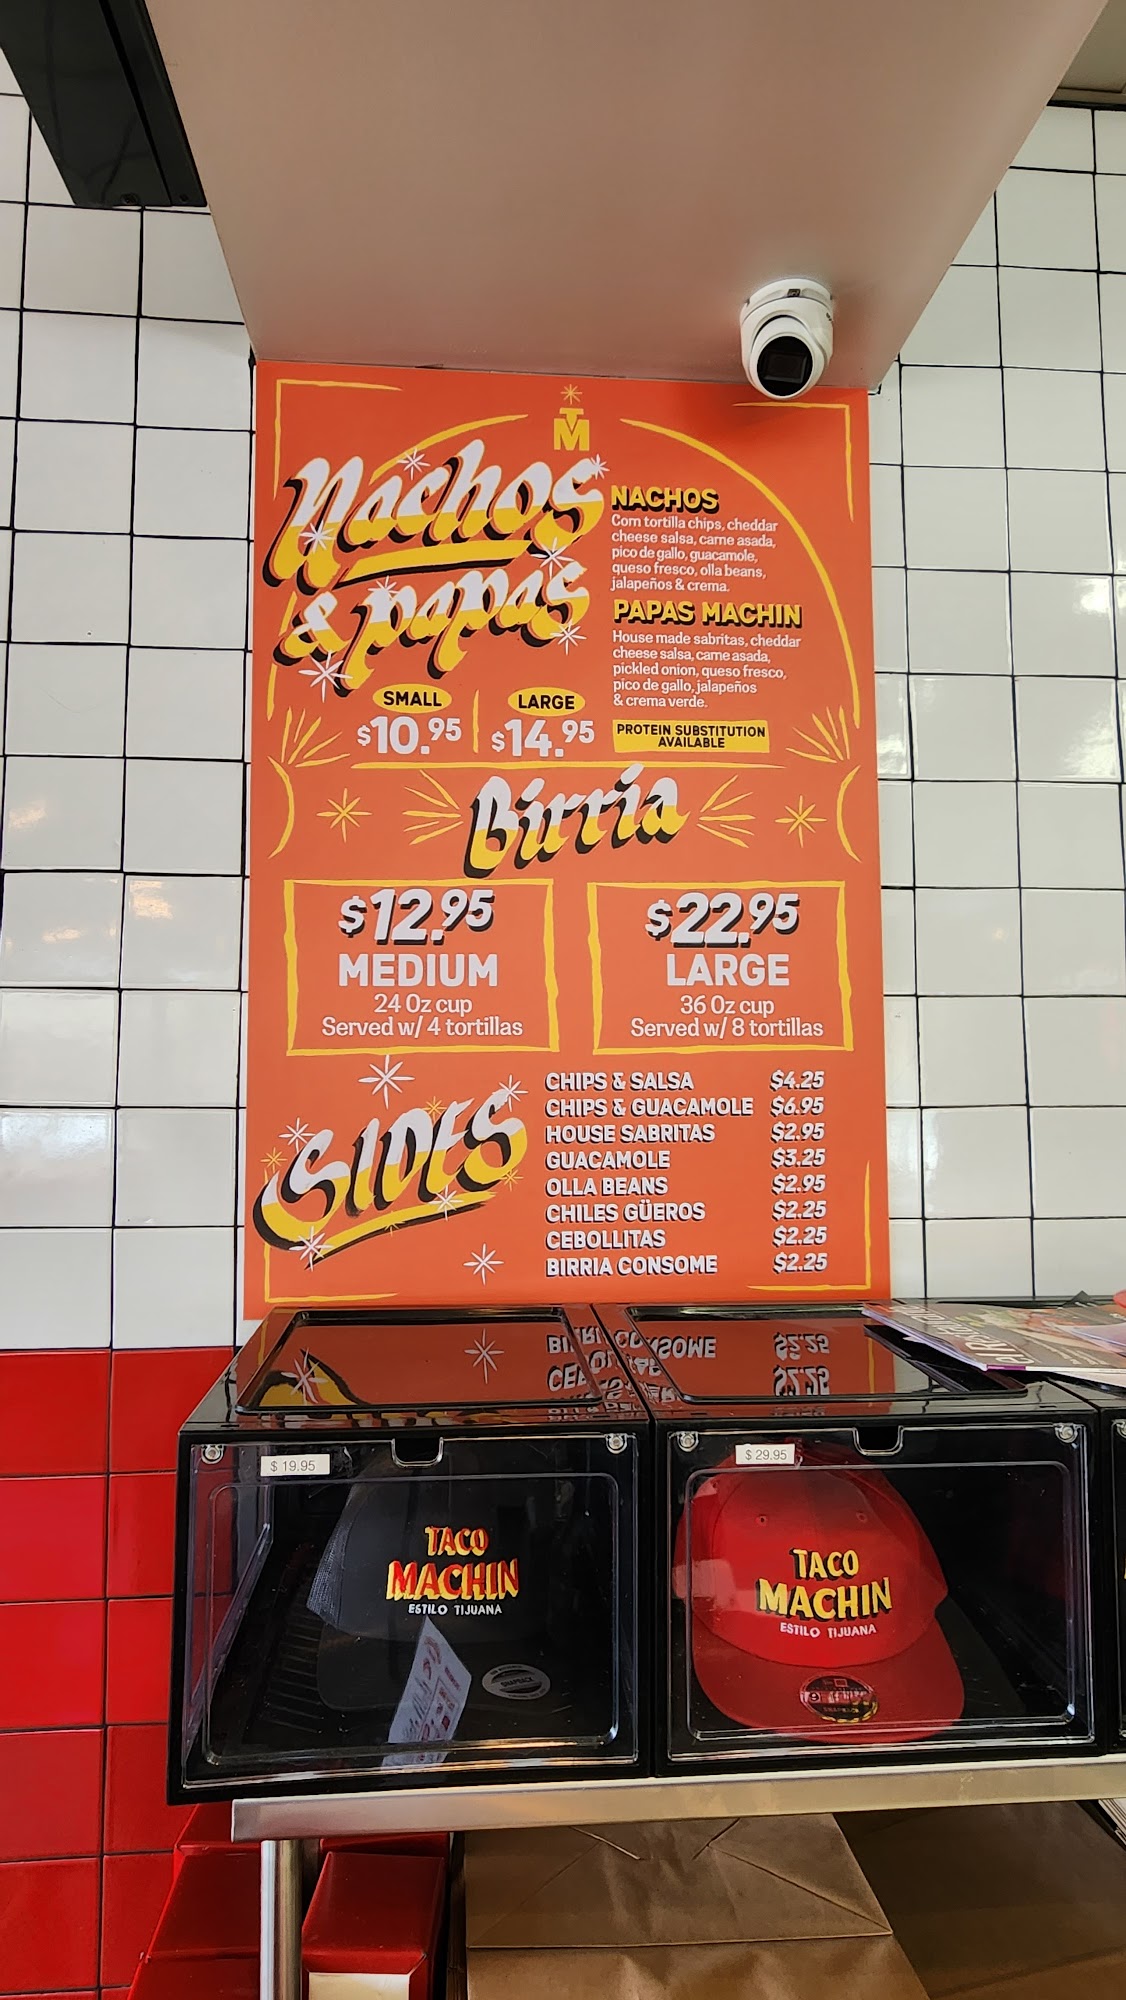 TM
Nachos
& papas
SMALL
$10.95
LARGE
$14.95
NACHOS
Corn tortilla chips, cheddar
cheese salsa, carne asada,
pico de gallo, guacamole,
queso fresco, olla beans,
jalapeños & crema.
PAPAS MACHIN
House made sabritas, cheddar
cheese salsa, carne asada,
pickled onion, queso fresco,
pico de gallo, jalapeños
& crema verde.
PROTEIN SUBSTITUTION
AVAILABLE
Birria
$12.95
MEDIUM
24 Oz cup
Served w/ 4 tortillas
$22.95
LARGE
36 Oz cup
Served w/ 8 tortillas
SIDES
CHIPS & SALSA $4.25
CHIPS & GUACAMOLE $6.95
HOUSE SABRITAS $2.95
GUACAMOLE $3.25
OLLA BEANS $2.95
CHILES GÜEROS $2.25
CEBOLLITAS $2.25
BIRRIA CONSOME $2.25
$ 19.95
TACO
MACHIN
ESTILO TIJUANA
$ 29.95
TACO
MACHIN
ESTILO TIJUANA